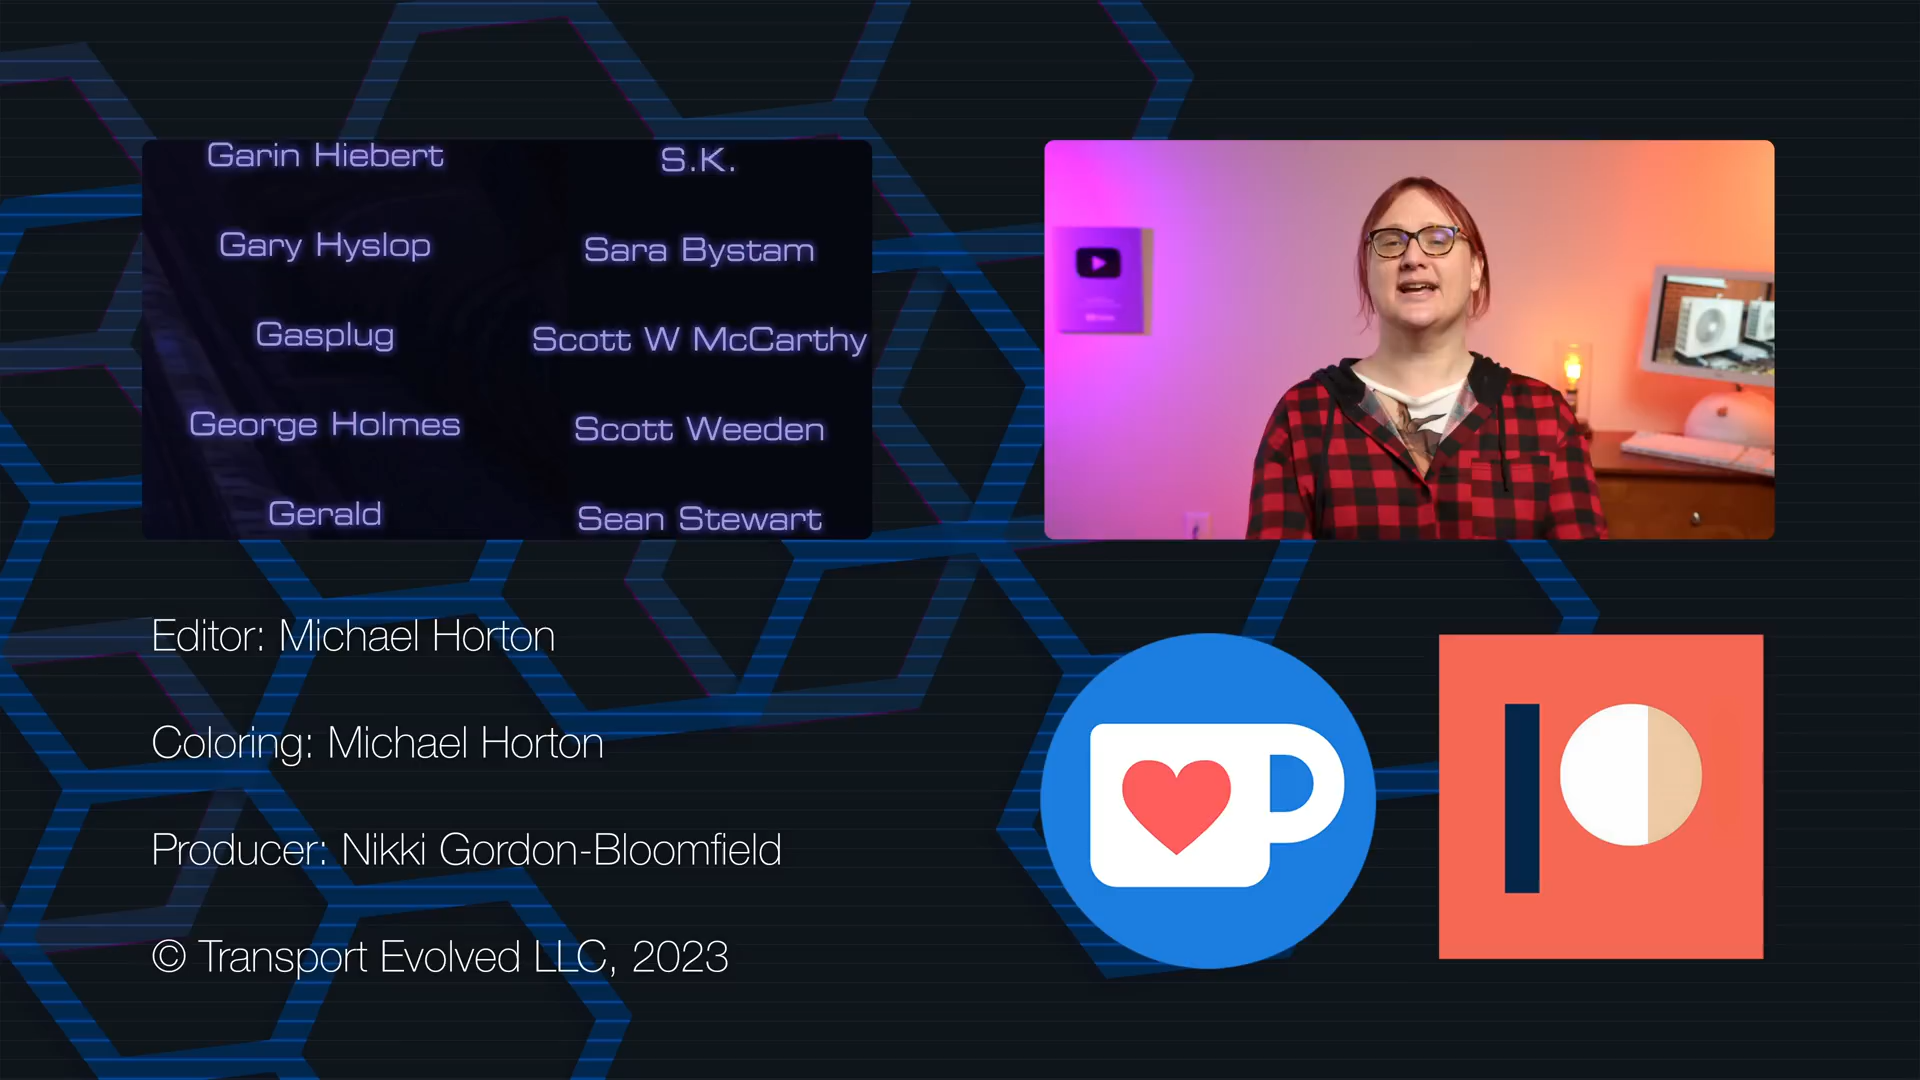 Garin Hiebert
Gary Hyslop
Gasplug
George Holmes
Gerald
S.K.
Sara Bystam
Scott W McCarthy
Scott Weeden
Sean Stewart
Editor: Michael Horton
Coloring: Michael Horton
Producer: Nikki Gordon-Bloomfield
© Transport Evolved LLC, 2023